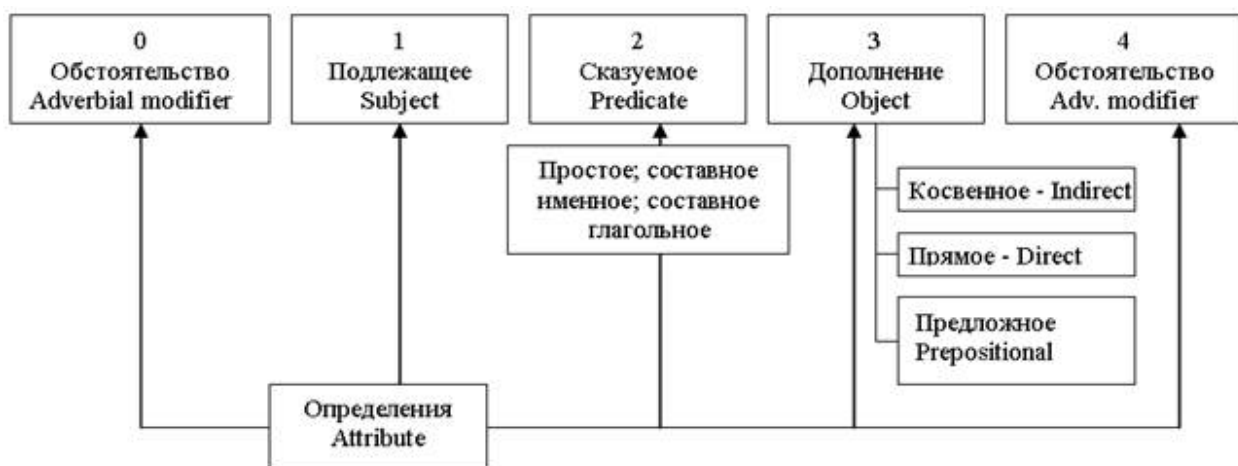 0
Обстоятельство
Adverbial modifier
1
Подлежащее
Subject
2
Сказуемое
Predicate
3
Дополнение
Object
4
Обстоятельство
Adv. modifier
Простое; составное
именное; составное
глагольное
Косвенное - Indirect
Прямое - Direct
Предложное
Prepositional
Определения
Attribute